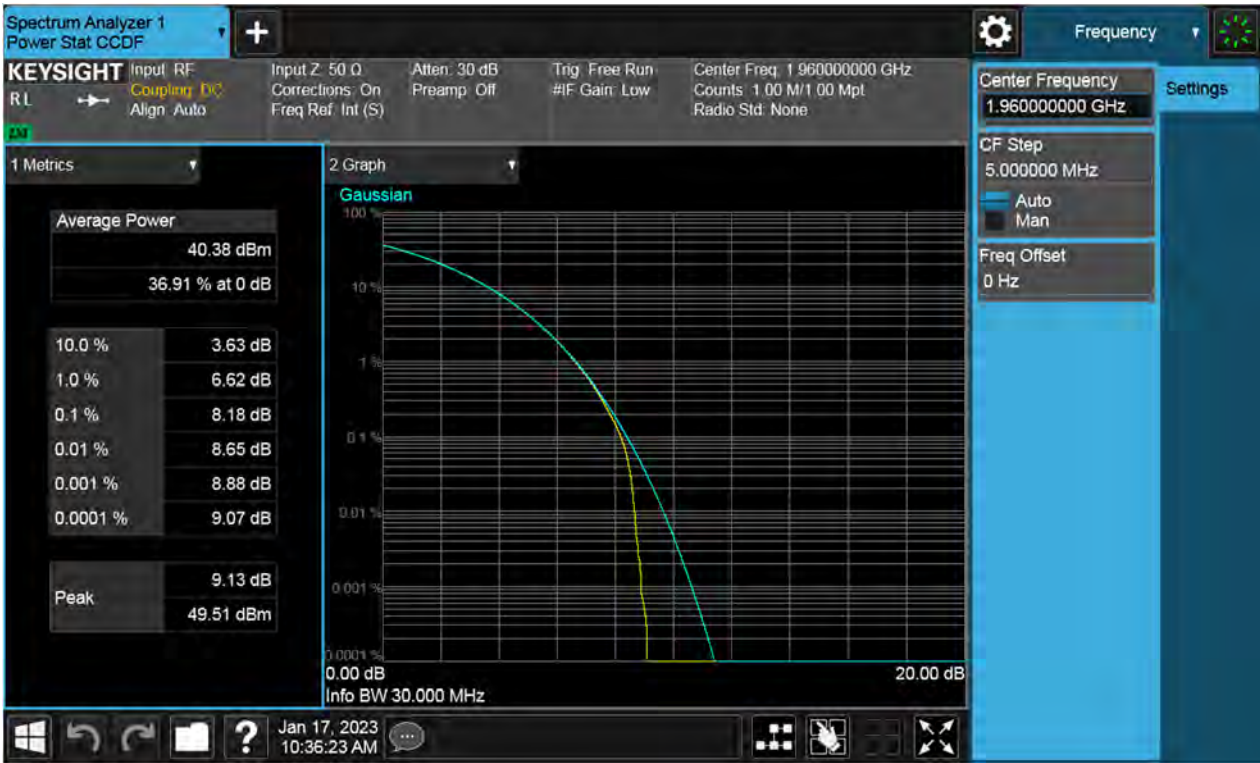 Spectrum Analyzer 1
Power Stat CCDF
Frequency
KEYSIGHT
RL
Input: RF
Coupling: DC
Align: Auto
Input Z: 50 Ω
Corrections: On
Freq Ref: Int (S)
Atten: 30 dB
Preamp: Off
Trig: Free Run
#IF Gain: Low
Center Freq: 1.960000000 GHz
Counts: 1.00 M/1.00 Mpt
Radio Std: None
Center Frequency
1.960000000 GHz
Settings
CF Step
5.000000 MHz
Auto
Man
Freq Offset
0 Hz
1 Metrics
Average Power
40.38 dBm
36.91 % at 0 dB
10.0 % 3.63 dB
1.0 % 6.62 dB
0.1 % 8.18 dB
0.01 % 8.65 dB
0.001 % 8.88 dB
0.0001 % 9.07 dB
Peak
9.13 dB
49.51 dBm
2 Graph
Gaussian
100 %
10 %
1 %
0.1 %
0.01 %
0.001 %
0.0001 %
0.00 dB
20.00 dB
Info BW 30.000 MHz
?
Jan 17, 2023
10:36:23 AM